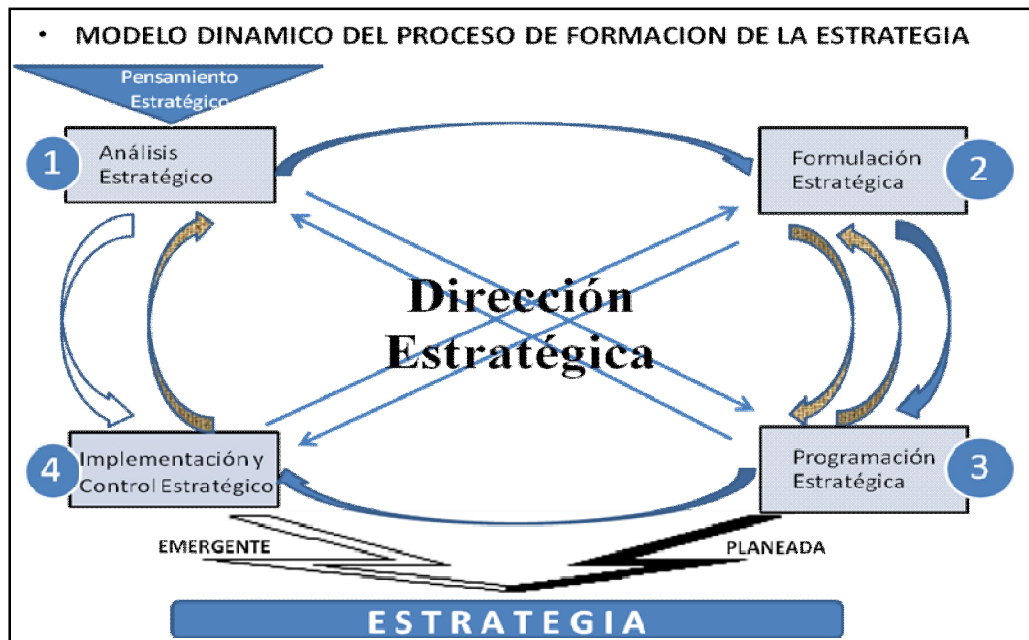 • MODELO DINAMICO DEL PROCESO DE FORMACION DE LA ESTRATEGIA
Pensamiento
Estratégico
1
Análisis
Estratégico
Formulación
Estratégica
2
Dirección
Estratégica
4
Implementación y
Control Estratégico
Programación
Estratégica
3
EMERGENTE
PLANEADA
ESTRATEGIA